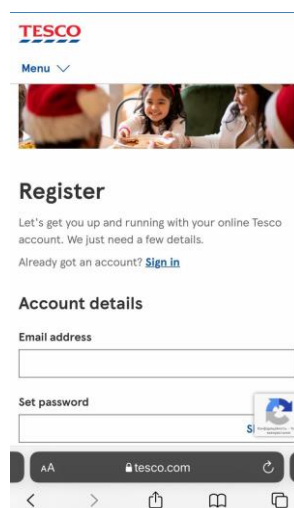 TESCO
Menu
Register
Let's get you up and running with your online Tesco
account. We just need a few details.
Already got an account? Sign in
Account details
Email address
Set password
AA
tesco.com